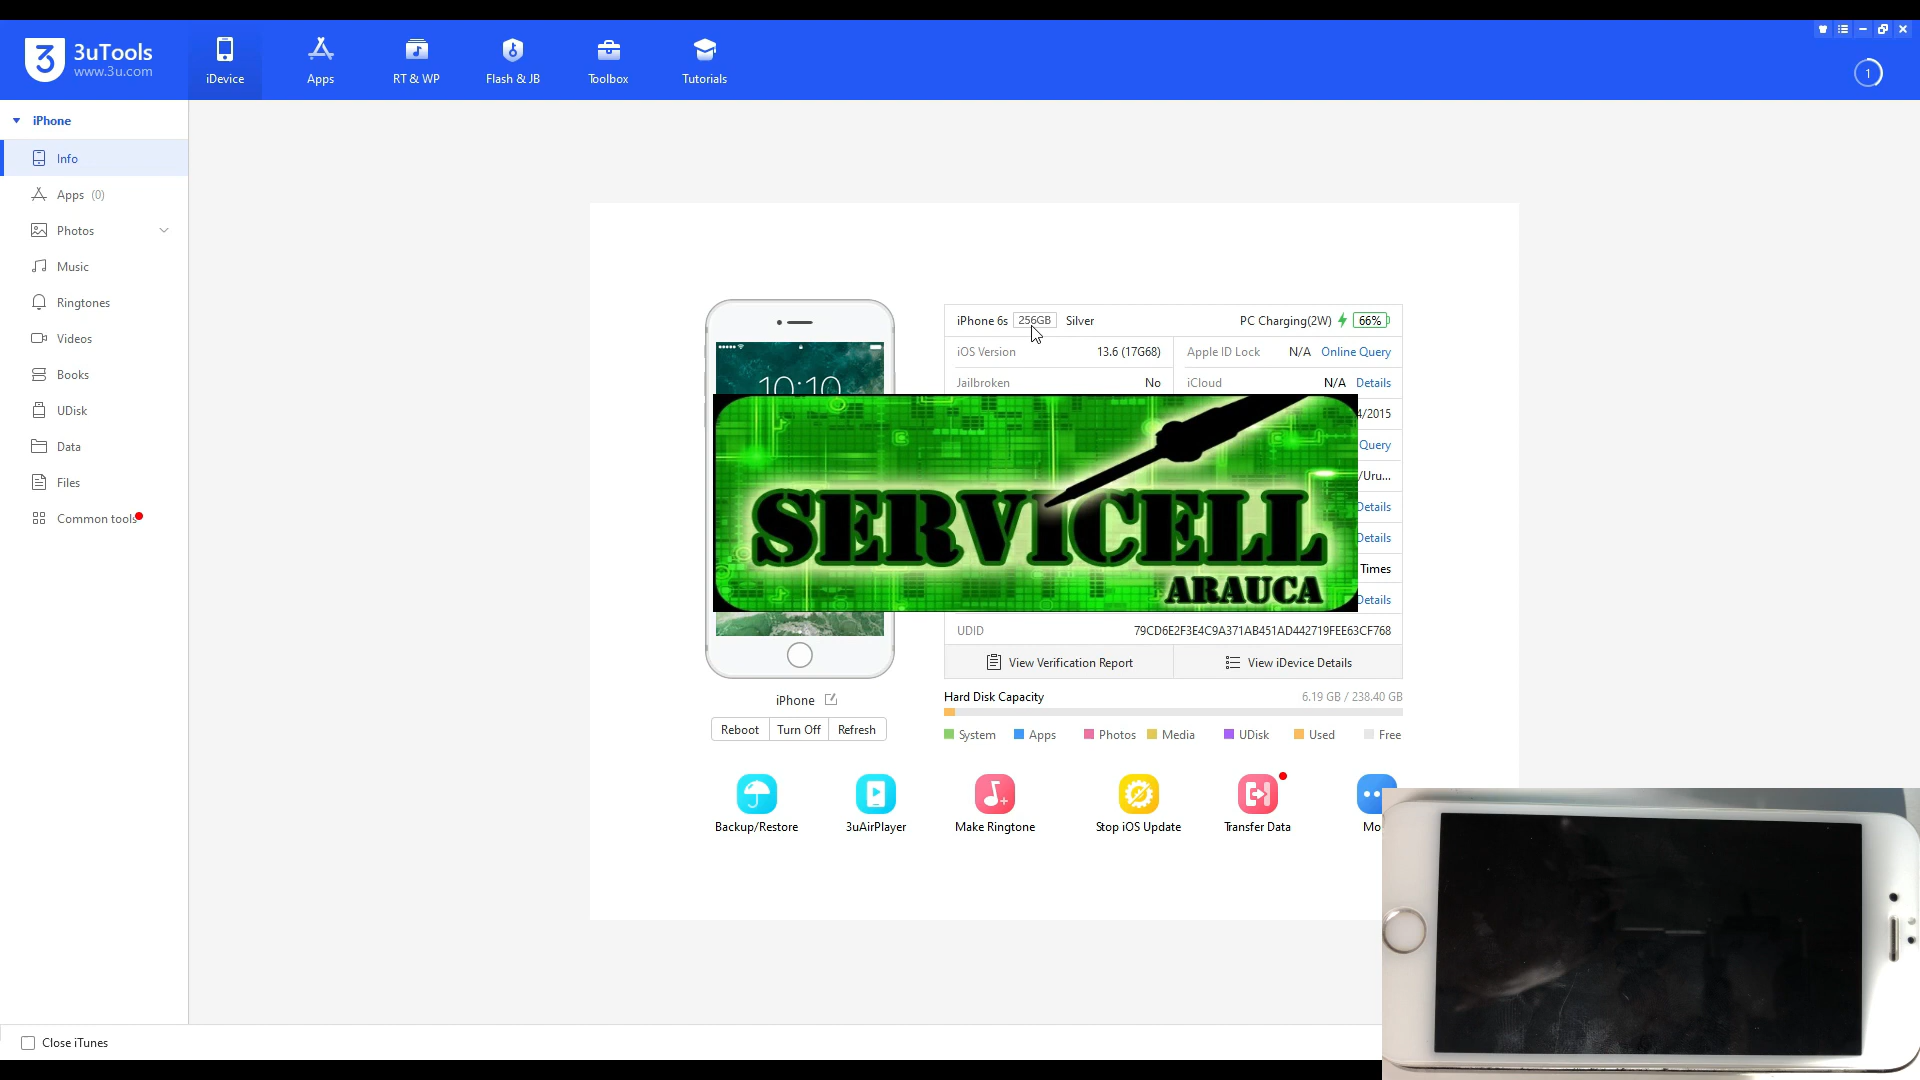 3 3uTools
www.3u.com
iDevice
Apps
RT & WP
Flash & JB
Toolbox
Tutorials
1
iPhone
Info
Apps (0)
Photos
Music
Ringtones
Videos
Books
UDisk
Data
Files
Common tools
10:10
iPhone 6s 256GB Silver PC Charging(2W) 66%
iOS Version 13.6 (17G68) Apple ID Lock N/A Online Query
Jailbroken No iCloud N/A Details
4/2015
Query
/Uru...
Details
Details
Times
Details
SERVICELL
ARAUCA
UDID 79CD6E2F3E4C9A371AB451AD442719FEE63CF768
View Verification Report View iDevice Details
iPhone
Reboot Turn Off Refresh
Hard Disk Capacity 6.19 GB / 238.40 GB
System Apps Photos Media UDisk Used Free
Backup/Restore 3uAirPlayer Make Ringtone Stop iOS Update Transfer Data Mo
Close iTunes